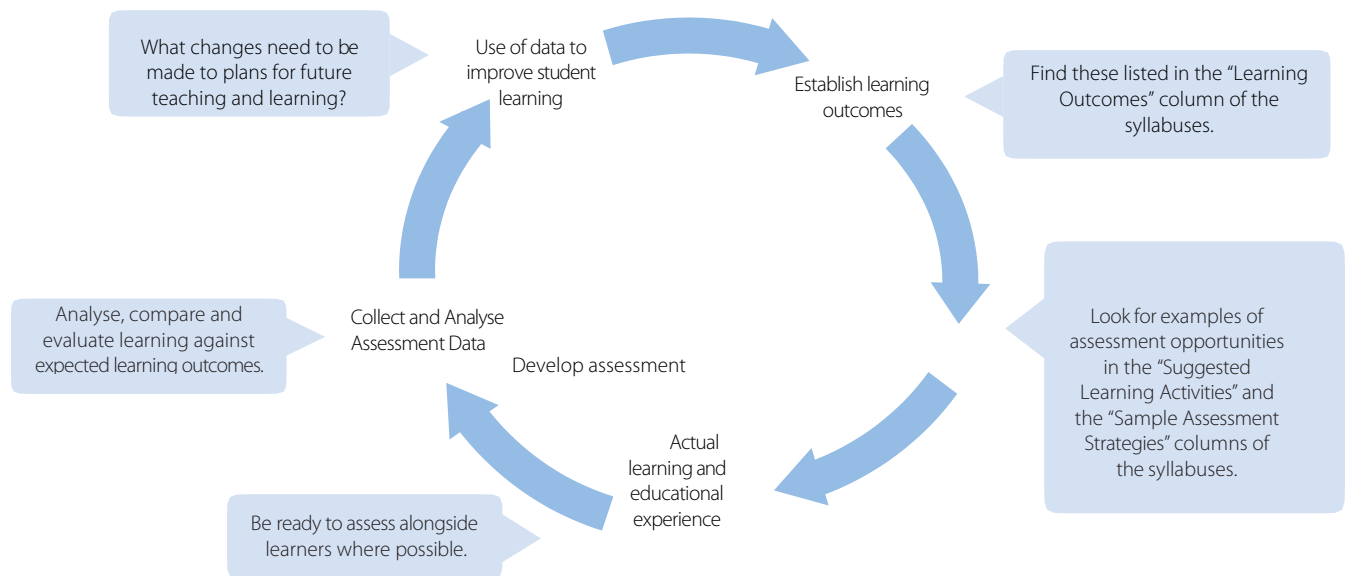 What changes need to be
made to plans for future
teaching and learning?
Use of data to
improve student
learning
Establish learning
outcomes
Find these listed in the “Learning
Outcomes” column of the
syllabuses.
Analyse, compare and
evaluate learning against
expected learning outcomes.
Collect and Analyse
Assessment Data
Develop assessment
Look for examples of
assessment opportunities
in the “Suggested
Learning Activities” and
the “Sample Assessment
Strategies” columns of
the syllabuses.
Actual
learning and
educational
experience
Be ready to assess alongside
learners where possible.